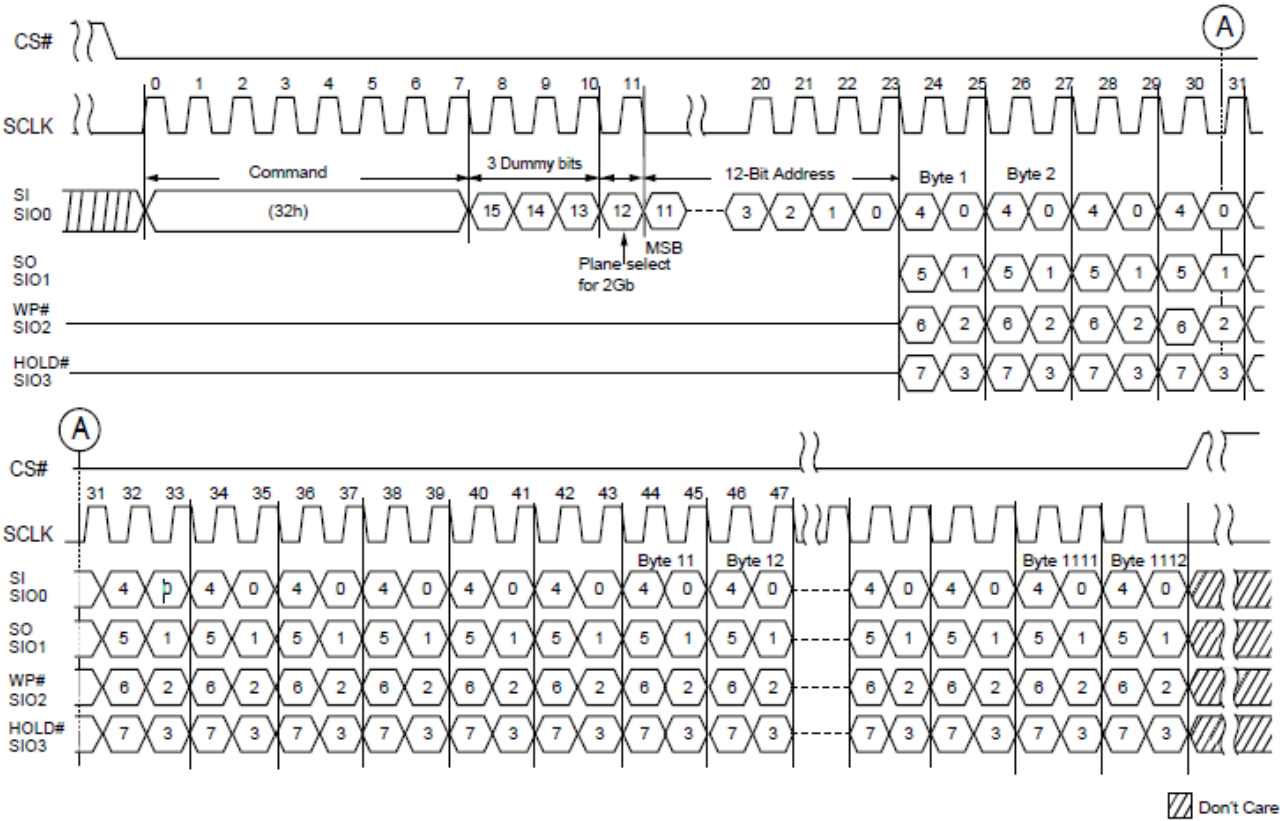 A
CS#
0 1 2 3 4 5 6 7 8 9 10 11 20 21 22 23 24 25 26 27 28 29 30 31
SCLK
Command 3 Dummy bits 12-Bit Address Byte 1 Byte 2
SI
SIO0
(32h) 15 14 13 12 11 3 2 1 0 4 0 4 0 4 0 4 0
MSB
Plane select
for 2Gb
SO
SIO1
5 1 5 1 5 1 5 1
WP#
SIO2
6 2 6 2 6 2 6 2
HOLD#
SIO3
7 3 7 3 7 3 7 3
A
CS#
31 32 33 34 35 36 37 38 39 40 41 42 43 44 45 46 47
SCLK
Byte 11 Byte 12 Byte 1111 Byte 1112
SI
SIO0
4 0 4 0 4 0 4 0 4 0 4 0 4 0 4 0 4 0 4 0 4 0 4 0
SO
SIO1
5 1 5 1 5 1 5 1 5 1 5 1 5 1 5 1 5 1 5 1 5 1 5 1
WP#
SIO2
6 2 6 2 6 2 6 2 6 2 6 2 6 2 6 2 6 2 6 2 6 2 6 2
HOLD#
SIO3
7 3 7 3 7 3 7 3 7 3 7 3 7 3 7 3 7 3 7 3 7 3 7 3
Don't Care